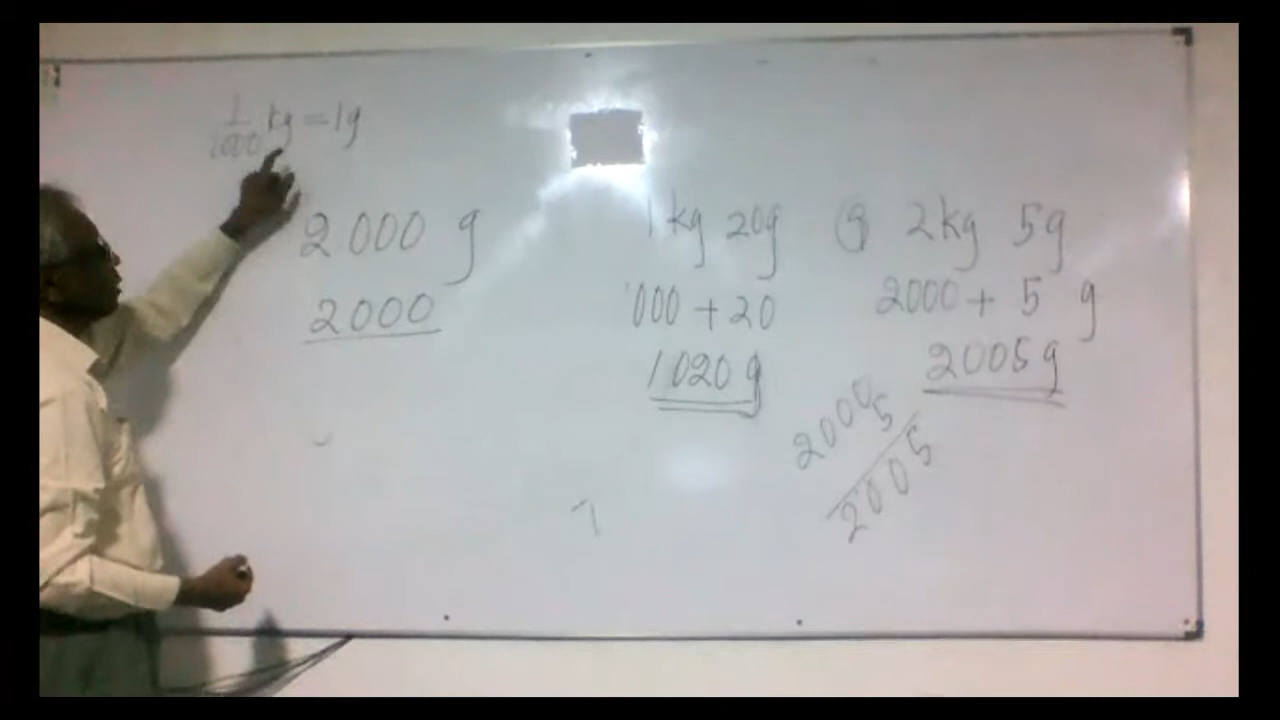 1/1000 kg = 1g
2000 g
2000
1 kg 20g
000 + 20
1020 g
2 kg 5g
2000 + 5 g
2005 g
2000
5
2005